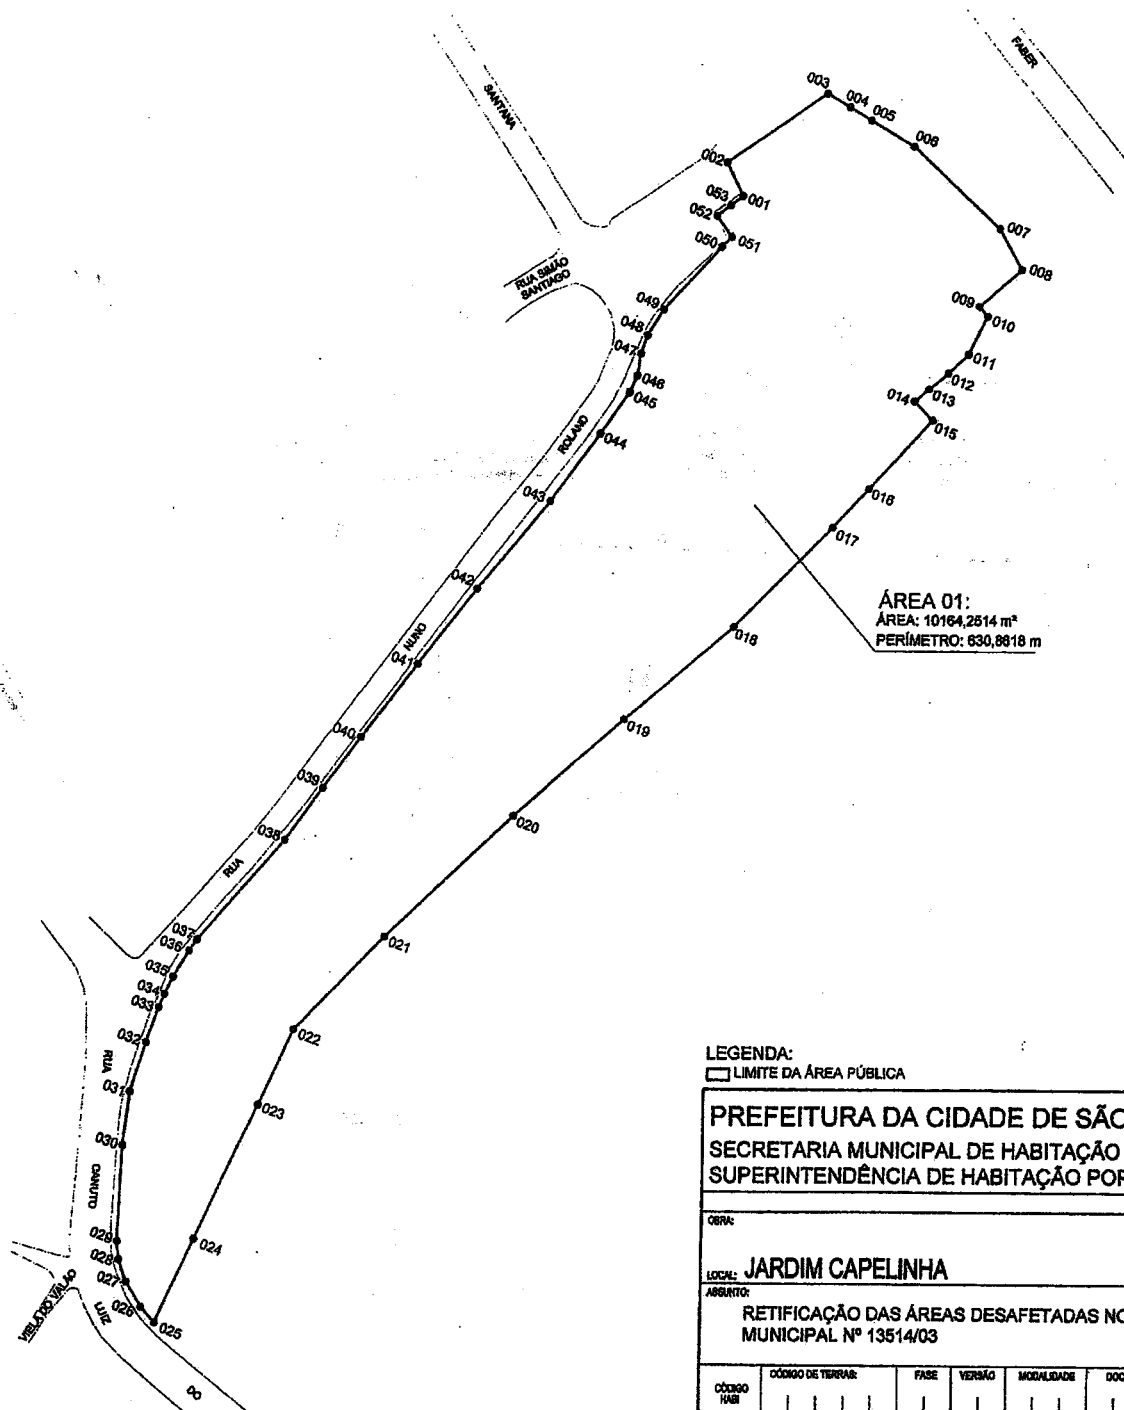 FABER
SANTANA
003
004
005
006
002
001
053
052
051
050
007
008
RUA SIMÃO
SANTIAGO
049
009
010
048
047
011
046
012
045
013
014
015
ROLAND
044
043
016
017
042
ÁREA 01:
ÁREA: 10164,2514 m²
PERÍMETRO: 630,8618 m
NUNO
018
041
019
040
039
020
038
RUA
021
037
036
035
034
033
022
032
RUA
031
023
030
CANUTO
029
024
028
027
026
025
VIELA DO VALÃO
LUIZ
DO
LEGENDA:
LIMITE DA ÁREA PÚBLICA
PREFEITURA DA CIDADE DE SÃO
SECRETARIA MUNICIPAL DE HABITAÇÃO
SUPERINTENDÊNCIA DE HABITAÇÃO POP
OBRA:
LOCAL: JARDIM CAPELINHA
ASSUNTO:
RETIFICAÇÃO DAS ÁREAS DESAFETADAS NO
MUNICIPAL Nº 13514/03
CÓDIGO
HABI
CÓDIGO DE TERRAS:
FASE
VERSÃO
MODALIDADE
DOC